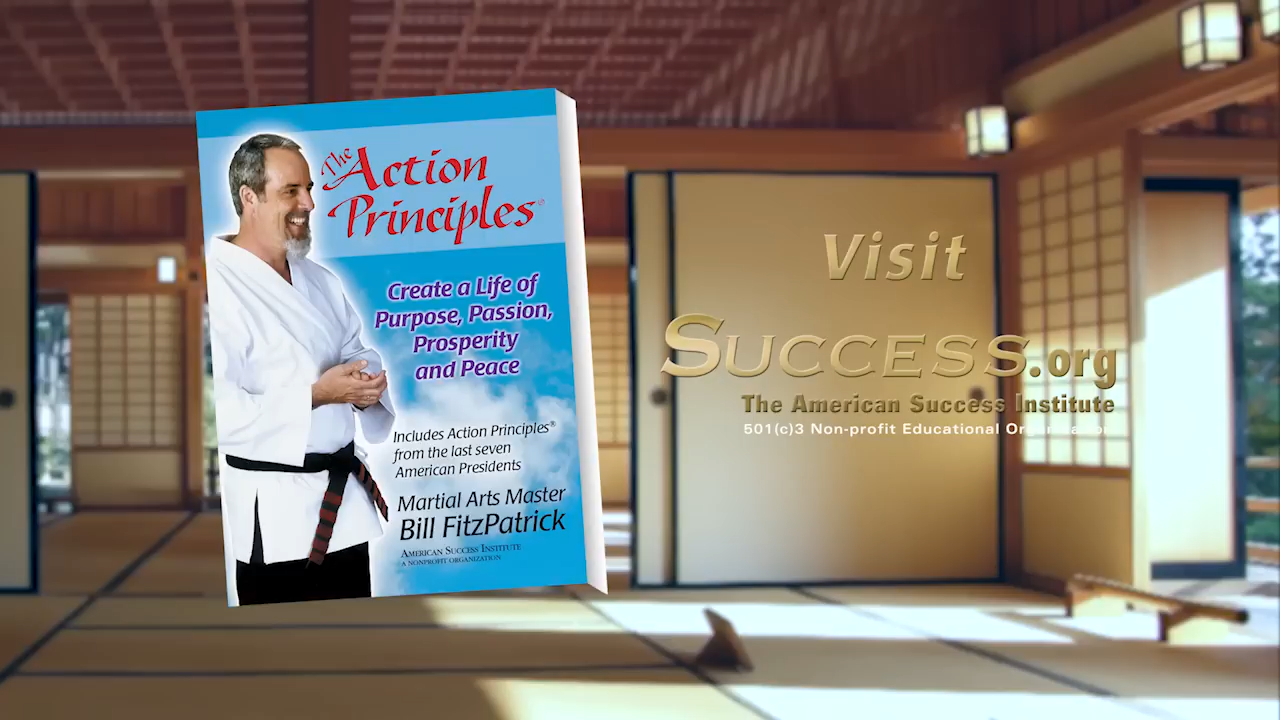 The Action
Principles®
Create a Life of
Purpose, Passion,
Prosperity
and Peace
Includes Action Principles®
from the last seven
American Presidents
Martial Arts Master
Bill FitzPatrick
American Success Institute
a nonprofit organization
Visit
Success.org
The American Success Institute
501(c)3 Non-profit Educational Organization